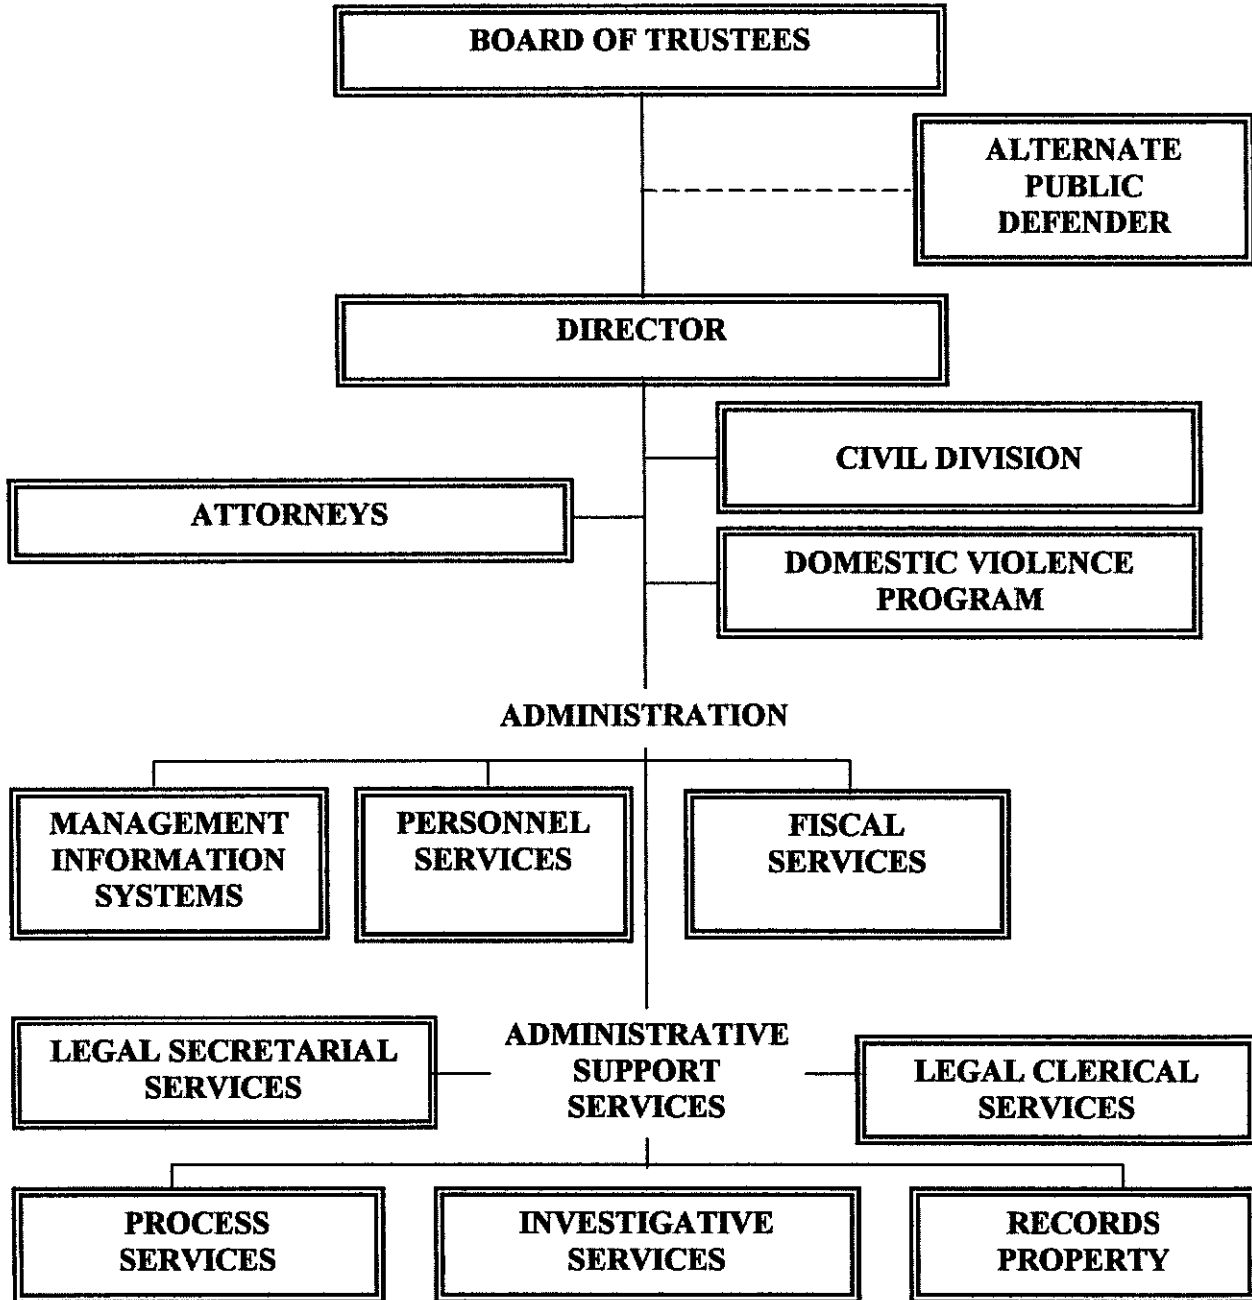 BOARD OF TRUSTEES
ALTERNATE
PUBLIC
DEFENDER
DIRECTOR
CIVIL DIVISION
ATTORNEYS
DOMESTIC VIOLENCE
PROGRAM
ADMINISTRATION
MANAGEMENT
INFORMATION
SYSTEMS
PERSONNEL
SERVICES
FISCAL
SERVICES
LEGAL SECRETARIAL
SERVICES
ADMINISTRATIVE
SUPPORT
SERVICES
LEGAL CLERICAL
SERVICES
PROCESS
SERVICES
INVESTIGATIVE
SERVICES
RECORDS
PROPERTY